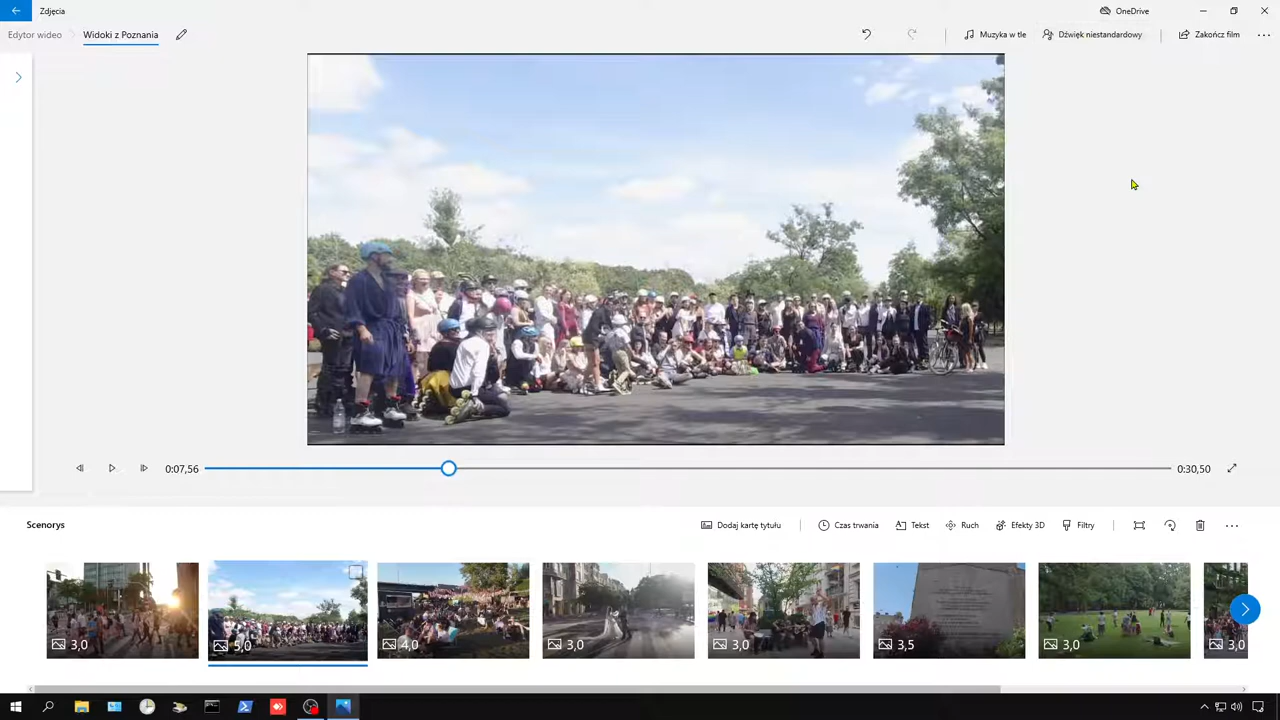 Zdjęcia
OneDrive
Edytor wideo
Widoki z Poznania
Muzyka w tle
Dźwięk niestandardowy
Zakończ film
0:07,56
0:30,50
Scenorys
Dodaj kartę tytułu
Czas trwania
Tekst
Ruch
Efekty 3D
Filtry
3,0
5,0
4,0
3,0
3,0
3,5
3,0
3,0